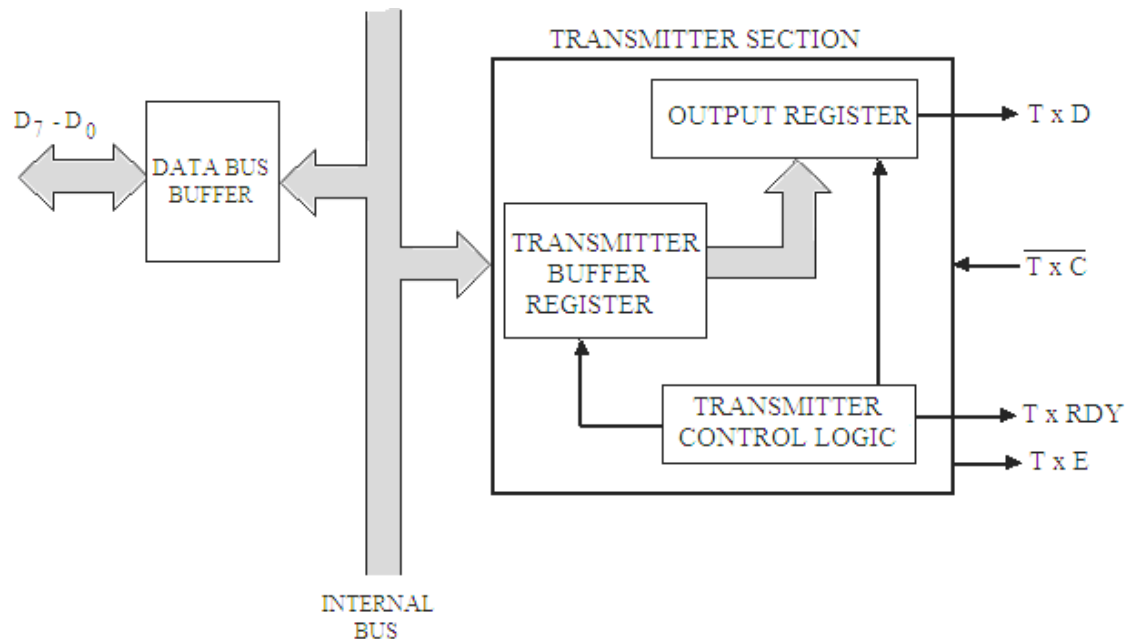 TRANSMITTER SECTION
D7 - D0
DATA BUS
BUFFER
OUTPUT REGISTER
T x D
TRANSMITTER
BUFFER
REGISTER
T x C
TRANSMITTER
CONTROL LOGIC
T x RDY
T x E
INTERNAL
BUS